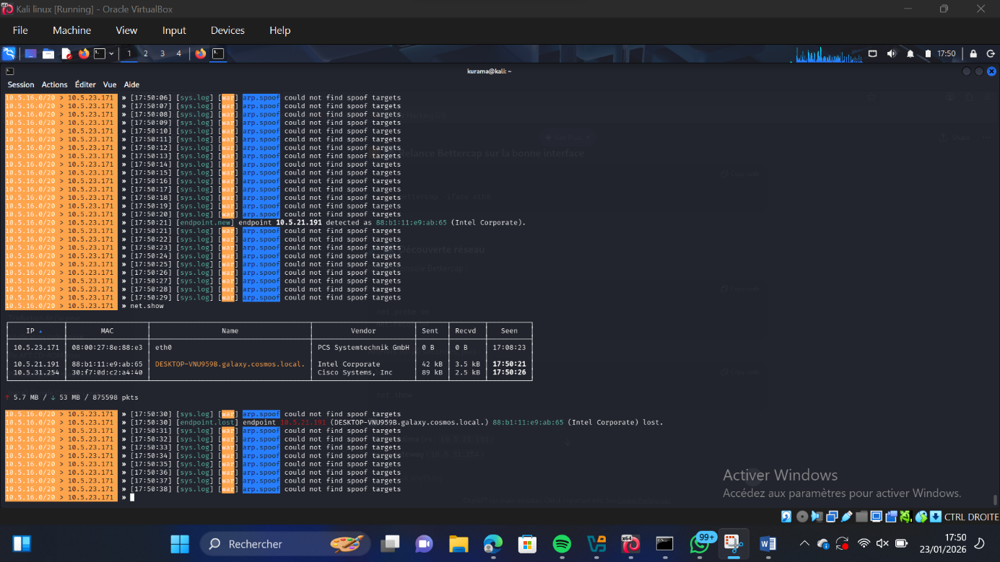 Kali linux [Running] - Oracle VirtualBox
File Machine View Input Devices Help
1 2 3 4 17:50
kurama@kali: ~
Session Actions Éditer Vue Aide
10.5.16.0/20 > 10.5.23.171 » [17:50:06] [sys.log] [war] arp.spoof could not find spoof targets
10.5.16.0/20 > 10.5.23.171 » [17:50:07] [sys.log] [war] arp.spoof could not find spoof targets
10.5.16.0/20 > 10.5.23.171 » [17:50:08] [sys.log] [war] arp.spoof could not find spoof targets
10.5.16.0/20 > 10.5.23.171 » [17:50:09] [sys.log] [war] arp.spoof could not find spoof targets
10.5.16.0/20 > 10.5.23.171 » [17:50:10] [sys.log] [war] arp.spoof could not find spoof targets
10.5.16.0/20 > 10.5.23.171 » [17:50:11] [sys.log] [war] arp.spoof could not find spoof targets
10.5.16.0/20 > 10.5.23.171 » [17:50:12] [sys.log] [war] arp.spoof could not find spoof targets
10.5.16.0/20 > 10.5.23.171 » [17:50:13] [sys.log] [war] arp.spoof could not find spoof targets
10.5.16.0/20 > 10.5.23.171 » [17:50:14] [sys.log] [war] arp.spoof could not find spoof targets
10.5.16.0/20 > 10.5.23.171 » [17:50:15] [sys.log] [war] arp.spoof could not find spoof targets
10.5.16.0/20 > 10.5.23.171 » [17:50:16] [sys.log] [war] arp.spoof could not find spoof targets
10.5.16.0/20 > 10.5.23.171 » [17:50:17] [sys.log] [war] arp.spoof could not find spoof targets
10.5.16.0/20 > 10.5.23.171 » [17:50:18] [sys.log] [war] arp.spoof could not find spoof targets
10.5.16.0/20 > 10.5.23.171 » [17:50:19] [sys.log] [war] arp.spoof could not find spoof targets
10.5.16.0/20 > 10.5.23.171 » [17:50:20] [sys.log] [war] arp.spoof could not find spoof targets
10.5.16.0/20 > 10.5.23.171 » [17:50:21] [endpoint.new] endpoint 10.5.21.191 detected as 88:b1:11:e9:ab:65 (Intel Corporate).
10.5.16.0/20 > 10.5.23.171 » [17:50:21] [sys.log] [war] arp.spoof could not find spoof targets
10.5.16.0/20 > 10.5.23.171 » [17:50:22] [sys.log] [war] arp.spoof could not find spoof targets
10.5.16.0/20 > 10.5.23.171 » [17:50:23] [sys.log] [war] arp.spoof could not find spoof targets
10.5.16.0/20 > 10.5.23.171 » [17:50:24] [sys.log] [war] arp.spoof could not find spoof targets
10.5.16.0/20 > 10.5.23.171 » [17:50:25] [sys.log] [war] arp.spoof could not find spoof targets
10.5.16.0/20 > 10.5.23.171 » [17:50:26] [sys.log] [war] arp.spoof could not find spoof targets
10.5.16.0/20 > 10.5.23.171 » [17:50:27] [sys.log] [war] arp.spoof could not find spoof targets
10.5.16.0/20 > 10.5.23.171 » [17:50:28] [sys.log] [war] arp.spoof could not find spoof targets
10.5.16.0/20 > 10.5.23.171 » [17:50:29] [sys.log] [war] arp.spoof could not find spoof targets
10.5.16.0/20 > 10.5.23.171 » net.show
IP MAC Name Vendor Sent Recvd Seen
10.5.23.171 08:00:27:8e:88:e3 eth0 PCS Systemtechnik GmbH 0 B 0 B 17:08:23
10.5.21.191 88:b1:11:e9:ab:65 DESKTOP-VNU959B.galaxy.cosmos.local. Intel Corporate 42 kB 3.5 kB 17:50:21
10.5.31.254 30:f7:0d:c2:a4:40 Cisco Systems, Inc 89 kB 2.5 kB 17:50:26
↑ 5.7 MB / ↓ 53 MB / 875598 pkts
10.5.16.0/20 > 10.5.23.171 » [17:50:30] [sys.log] [war] arp.spoof could not find spoof targets
10.5.16.0/20 > 10.5.23.171 » [17:50:30] [endpoint.lost] endpoint 10.5.21.191 (DESKTOP-VNU959B.galaxy.cosmos.local.) 88:b1:11:e9:ab:65 (Intel Corporate) lost.
10.5.16.0/20 > 10.5.23.171 » [17:50:31] [sys.log] [war] arp.spoof could not find spoof targets
10.5.16.0/20 > 10.5.23.171 » [17:50:32] [sys.log] [war] arp.spoof could not find spoof targets
10.5.16.0/20 > 10.5.23.171 » [17:50:33] [sys.log] [war] arp.spoof could not find spoof targets
10.5.16.0/20 > 10.5.23.171 » [17:50:34] [sys.log] [war] arp.spoof could not find spoof targets
10.5.16.0/20 > 10.5.23.171 » [17:50:35] [sys.log] [war] arp.spoof could not find spoof targets
10.5.16.0/20 > 10.5.23.171 » [17:50:36] [sys.log] [war] arp.spoof could not find spoof targets
10.5.16.0/20 > 10.5.23.171 » [17:50:37] [sys.log] [war] arp.spoof could not find spoof targets
10.5.16.0/20 > 10.5.23.171 » [17:50:38] [sys.log] [war] arp.spoof could not find spoof targets
10.5.16.0/20 > 10.5.23.171 »
Activer Windows
Accédez aux paramètres pour activer Windows.
CTRL DROITE
Rechercher
99+
17:50
23/01/2026